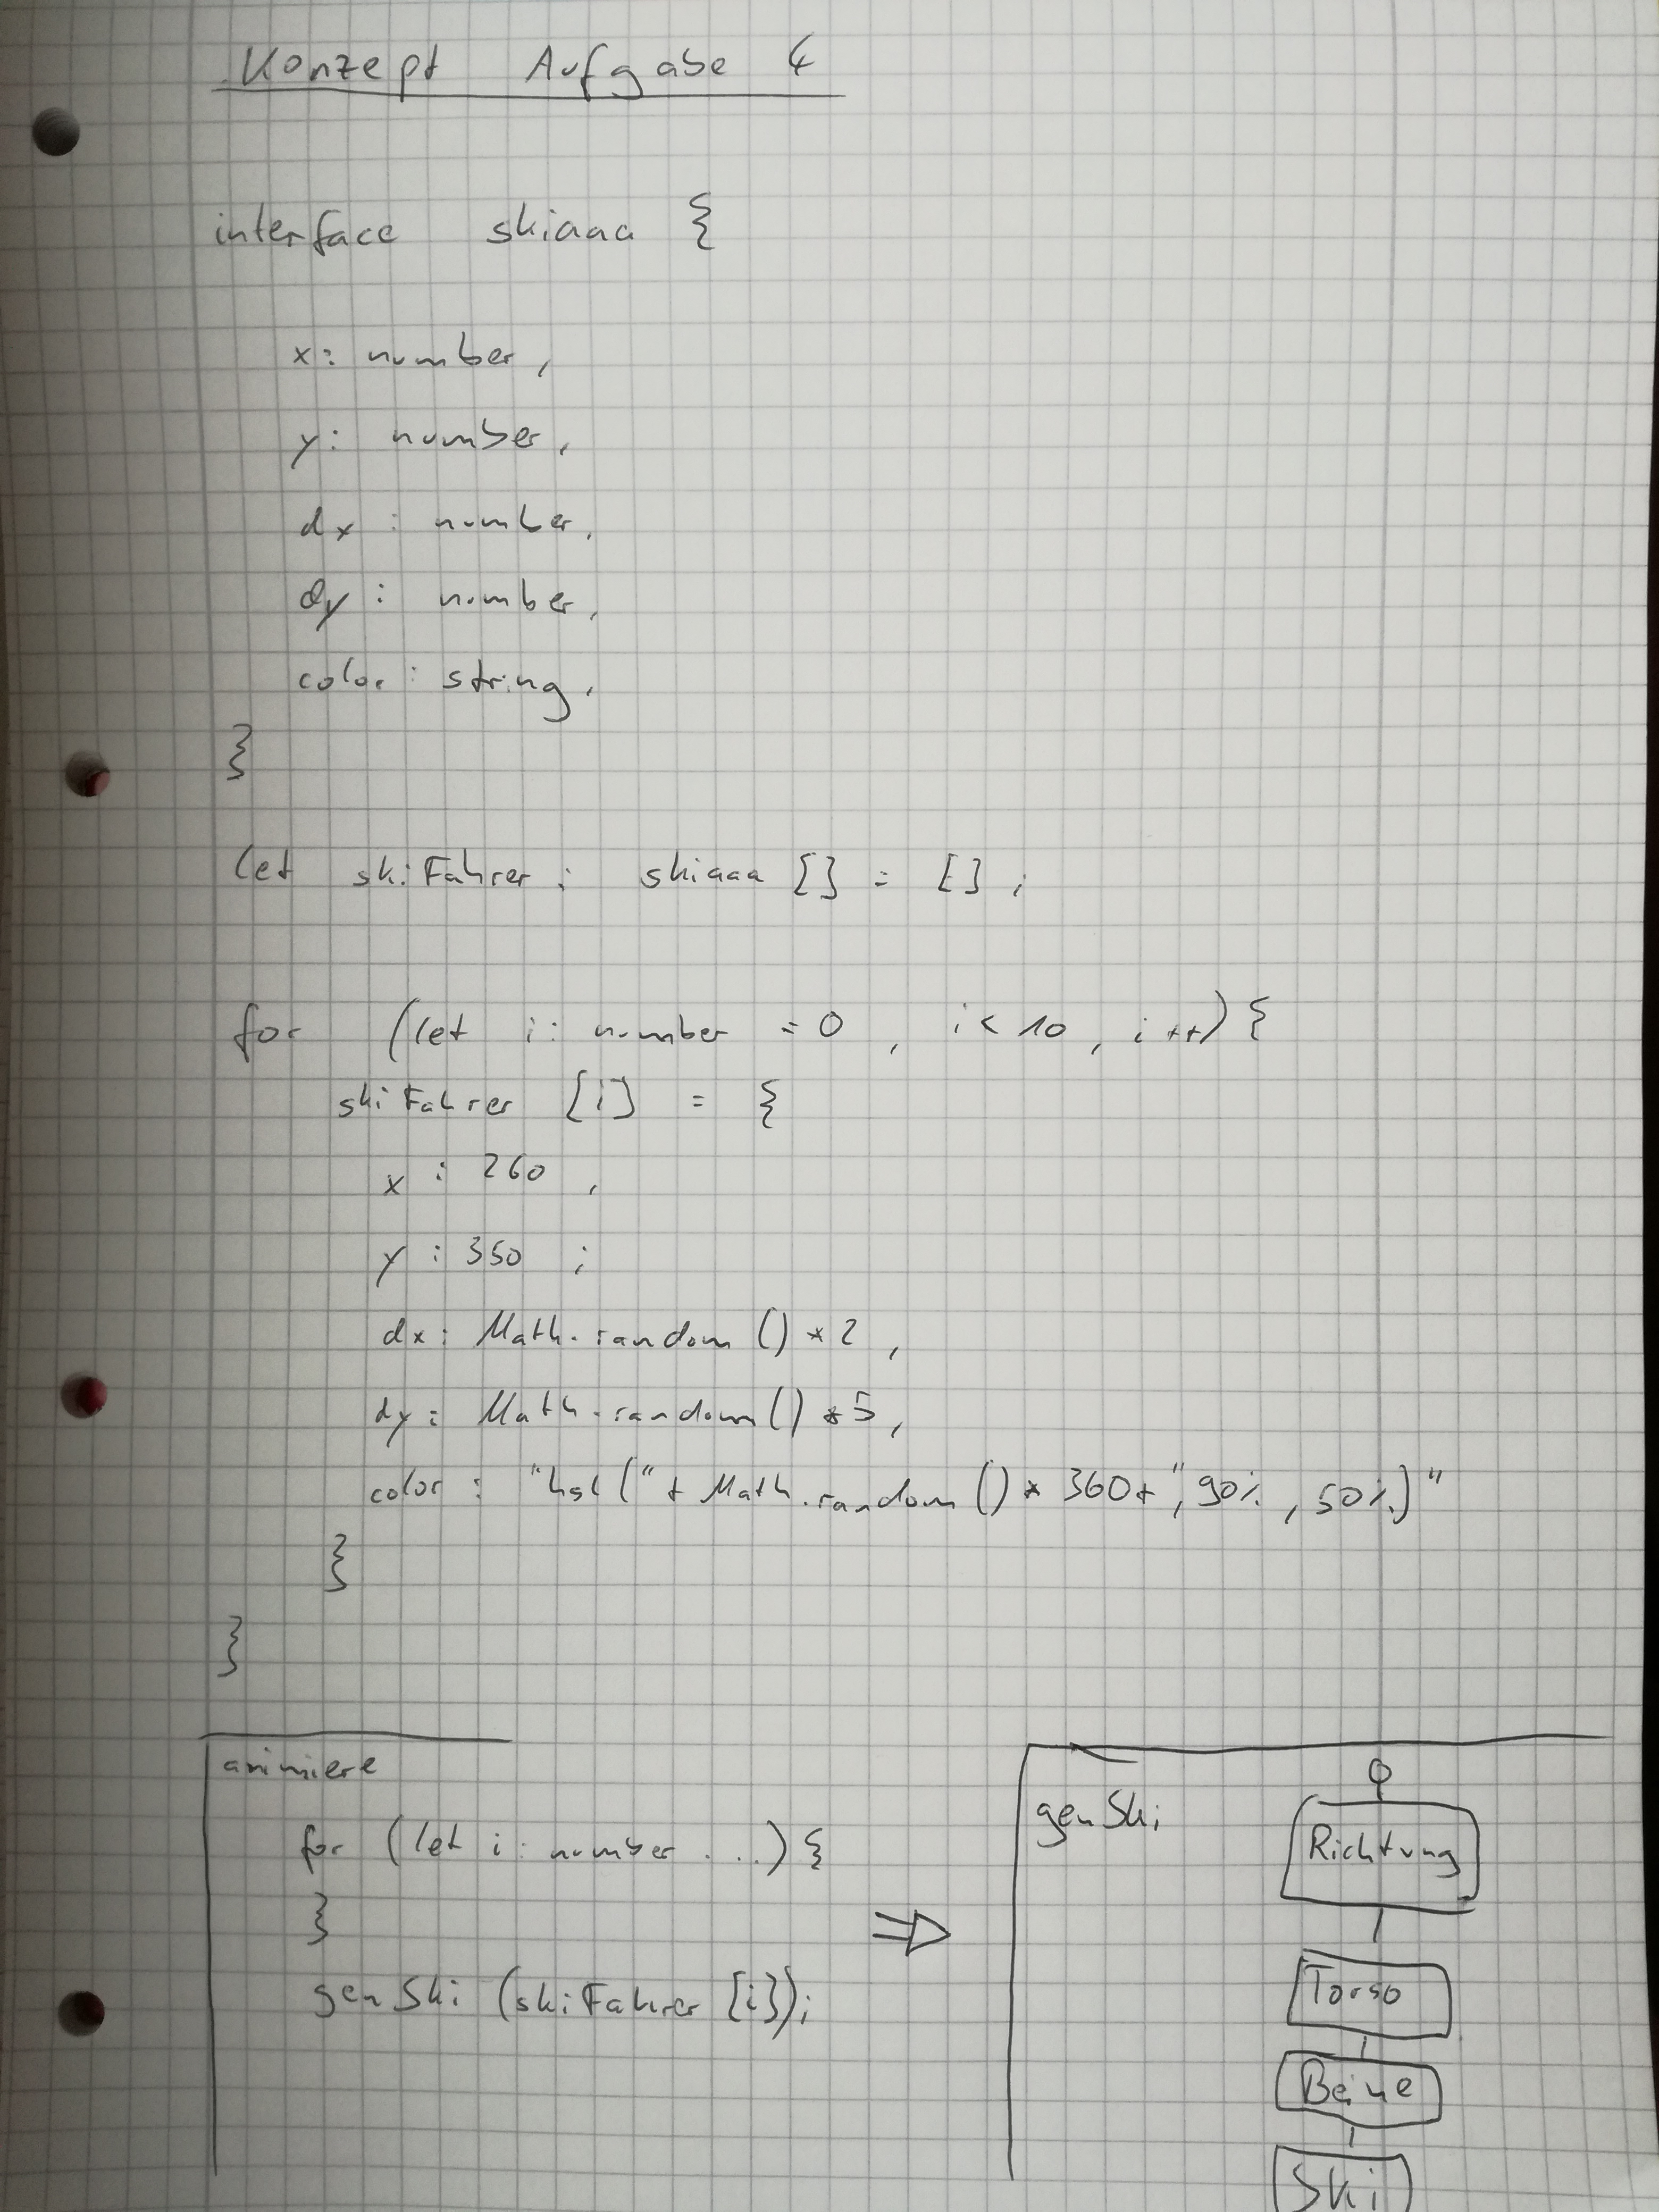 Konzept Aufgabe 4
interface skiaaa {
x: number,
y: number,
dx : number,
dy : number,
color : string,
}
let skiFahrer : skiaaa [] = [] ;
for (let i : number = 0 , i < 10 , i ++) {
skiFahrer [i] = {
x : 260 ,
y : 350 ;
dx : Math.random () * 2 ,
dy : Math.random () * 5 ,
color : "hsl (" + Math.random () * 360 + ", 90% , 50%)"
}
}
animiere
for (let i : number ...) {
}
genSki (skiFahrer [i]);
genSki
Richtung
Torso
Beine
Ski